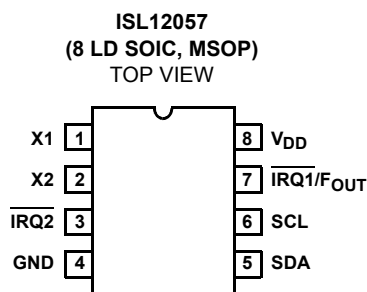 ISL12057
(8 LD SOIC, MSOP)
TOP VIEW
X1 1 8 VDD
X2 2 7 IRQ1/FOUT
IRQ2 3 6 SCL
GND 4 5 SDA